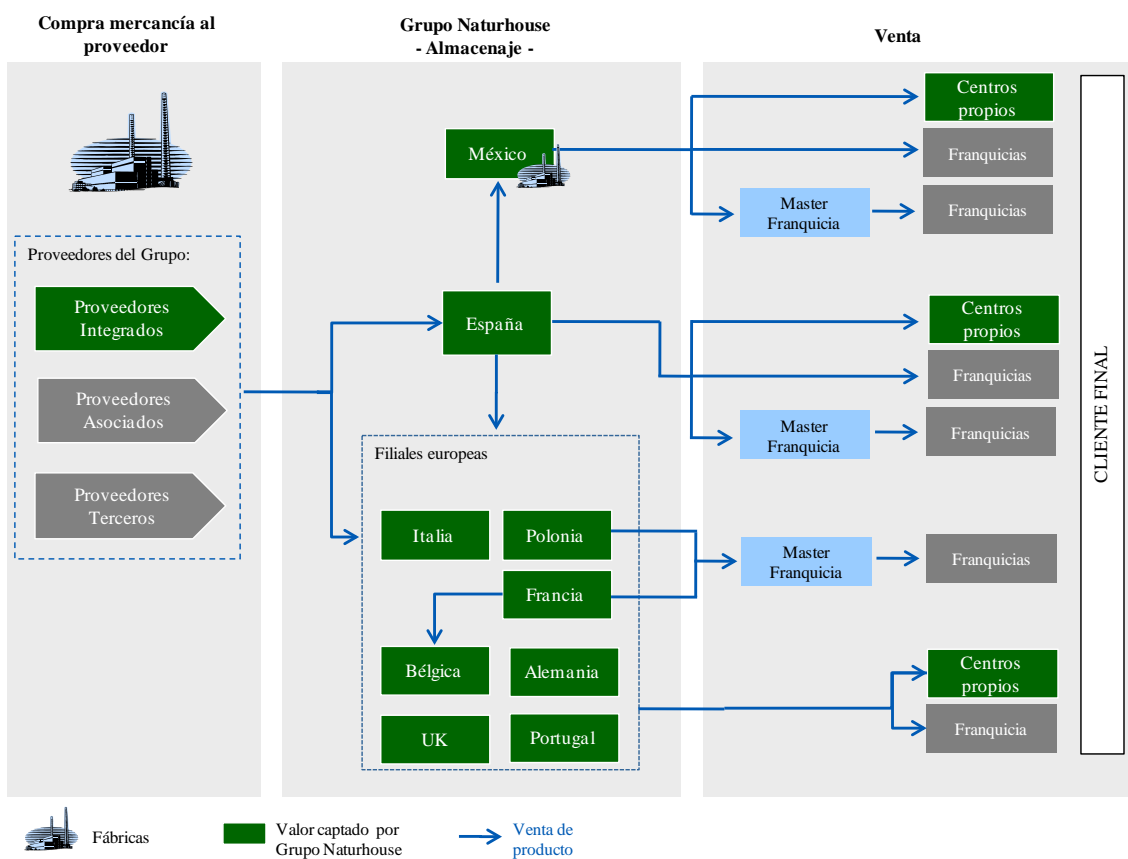 Compra mercancía al
proveedor
Grupo Naturhouse
- Almacenaje -
Venta
Proveedores del Grupo:
Proveedores
Integrados
Proveedores
Asociados
Proveedores
Terceros
México
España
Filiales europeas
Italia
Polonia
Francia
Bélgica
Alemania
UK
Portugal
Centros
propios
Franquicias
Master
Franquicia
Franquicias
Centros
propios
Franquicias
Master
Franquicia
Franquicias
Master
Franquicia
Franquicias
Centros
propios
Franquicia
CLIENTE FINAL
Fábricas
Valor captado por
Grupo Naturhouse
Venta de
producto